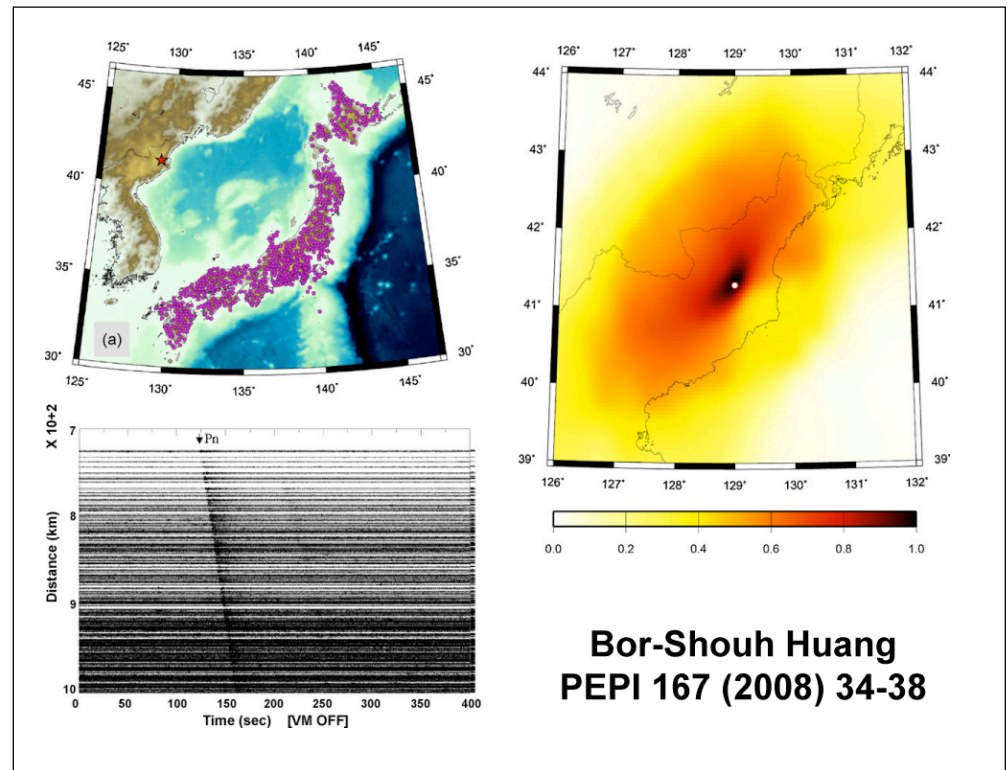 125˚ 130˚ 135˚ 140˚ 145˚
45˚ 45˚
40˚ 40˚
35˚ 35˚
(a)
30˚ 30˚
125˚ 130˚ 135˚ 140˚ 145˚
X 10+2
7
Pn
8
Distance (km)
9
10
0 50 100 150 200 250 300 350 400
Time (sec) [VM OFF]
126˚ 127˚ 128˚ 129˚ 130˚ 131˚ 132˚
44˚ 44˚
43˚ 43˚
42˚ 42˚
41˚ 41˚
40˚ 40˚
39˚ 39˚
126˚ 127˚ 128˚ 129˚ 130˚ 131˚ 132˚
0.0 0.2 0.4 0.6 0.8 1.0
Bor-Shouh Huang
PEPI 167 (2008) 34-38